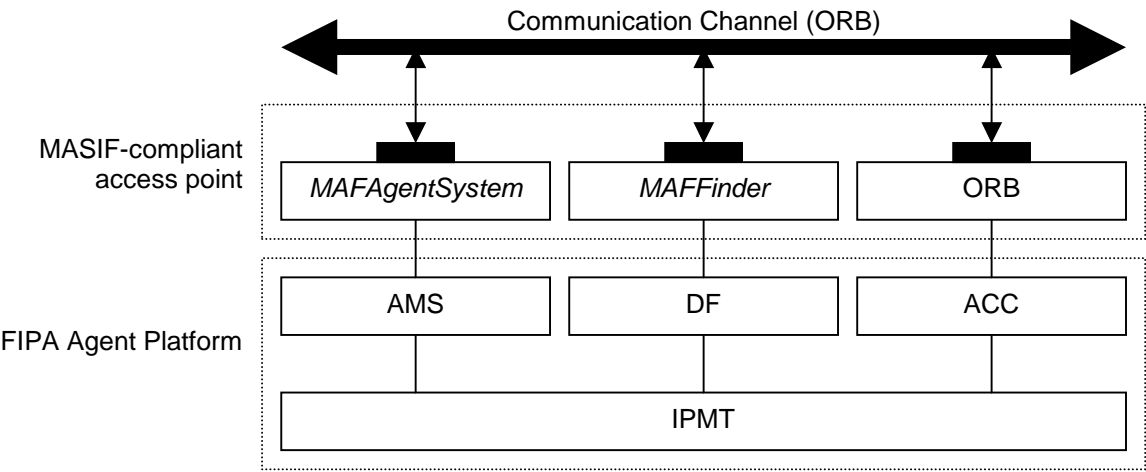 Communication Channel (ORB)
MASIF-compliant
access point
MAFAgentSystem
MAFFinder
ORB
FIPA Agent Platform
AMS
DF
ACC
IPMT